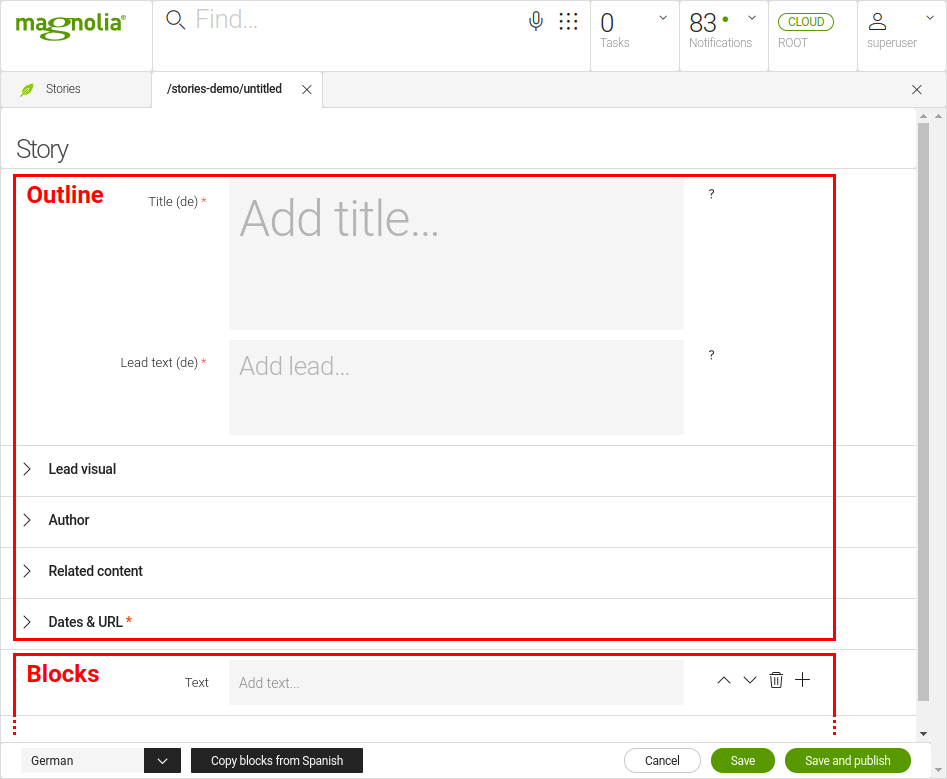 magnolia®
Find...
0
Tasks
83
Notifications
CLOUD
ROOT
superuser
Stories
/stories-demo/untitled
Story
Outline
Title (de) *
Add title...
?
Lead text (de) *
Add lead...
?
Lead visual
Author
Related content
Dates & URL *
Blocks
Text
Add text...
German
Copy blocks from Spanish
Cancel
Save
Save and publish